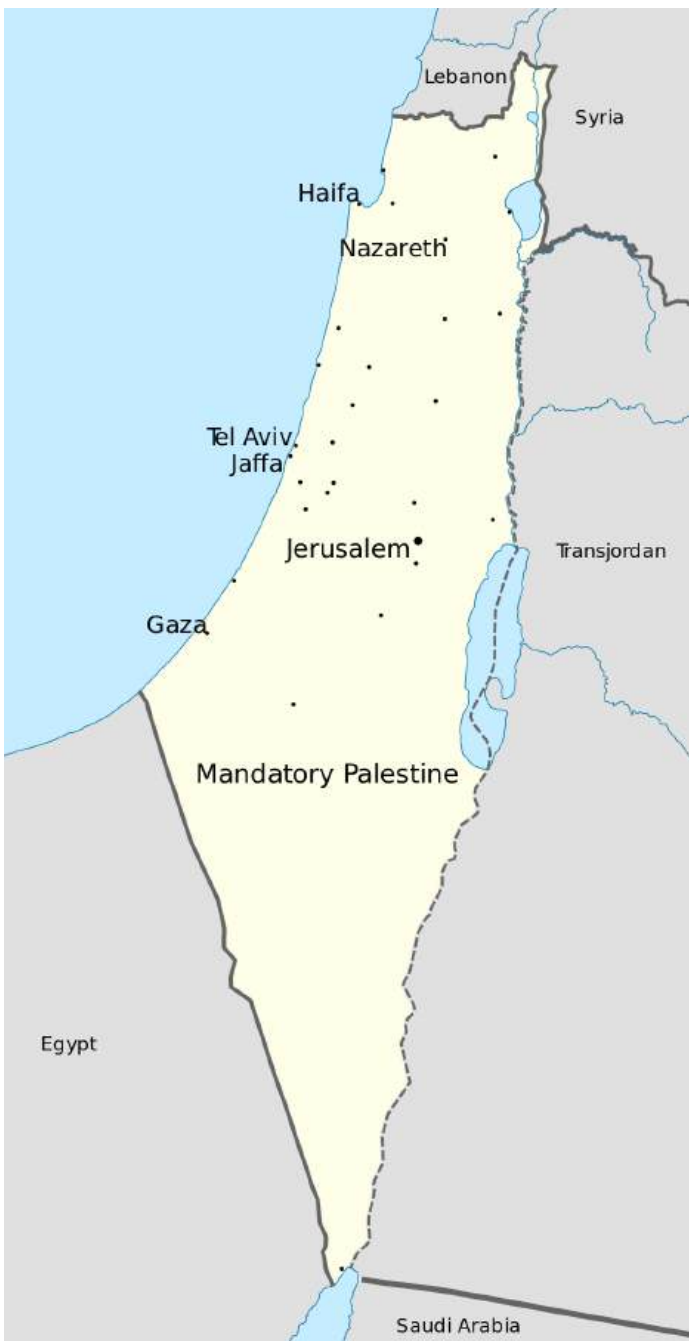 Lebanon
Syria
Haifa
Nazareth
Tel Aviv
Jaffa
Jerusalem
Transjordan
Gaza
Mandatory Palestine
Egypt
Saudi Arabia